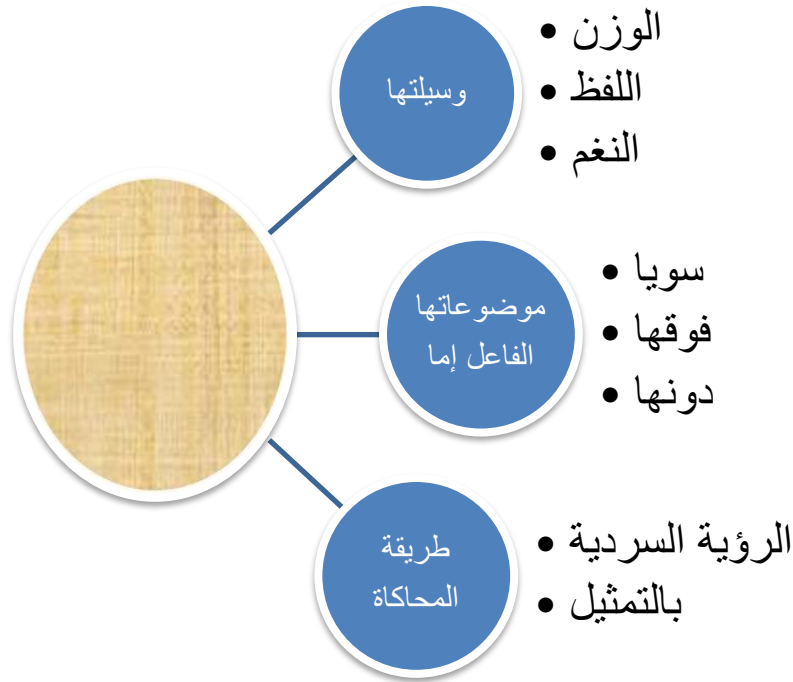 وسيلتها
• الوزن
• اللفظ
• النغم
موضوعاتها
الفاعل إما
• سويا
• فوقها
• دونها
طريقة
المحاكاة
• الرؤية السردية
• بالتمثيل